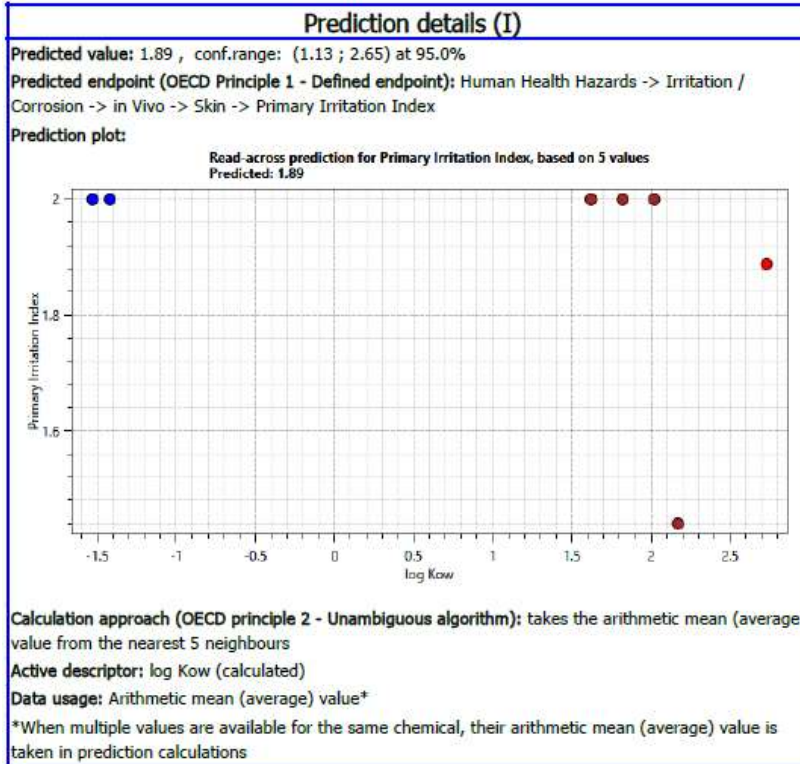 Prediction details (I)
Predicted value: 1.89 , conf.range: (1.13 ; 2.65) at 95.0%
Predicted endpoint (OECD Principle 1 - Defined endpoint): Human Health Hazards -> Irritation /
Corrosion -> in Vivo -> Skin -> Primary Irritation Index
Prediction plot:
Read-across prediction for Primary Irritation Index, based on 5 values
Predicted: 1.89
Primary Irritation Index
2
1.8
1.6
-1.5 -1 -0.5 0 0.5 1 1.5 2 2.5
log Kow
Calculation approach (OECD principle 2 - Unambiguous algorithm): takes the arithmetic mean (average
value from the nearest 5 neighbours
Active descriptor: log Kow (calculated)
Data usage: Arithmetic mean (average) value*
*When multiple values are available for the same chemical, their arithmetic mean (average) value is
taken in prediction calculations